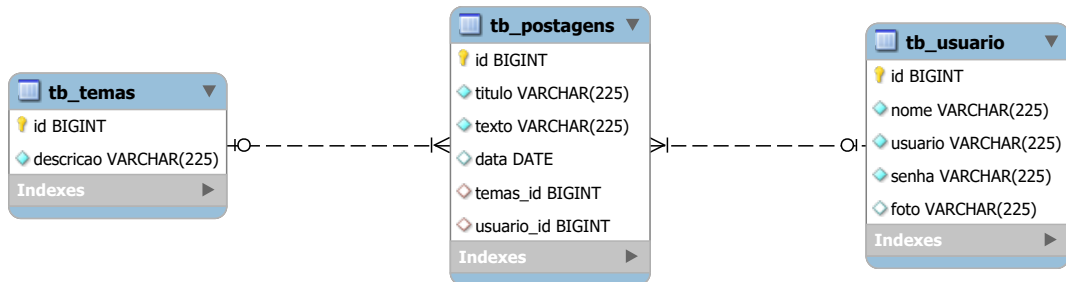 tb_temas
id BIGINT
descricao VARCHAR(225)
Indexes
tb_postagens
id BIGINT
titulo VARCHAR(225)
texto VARCHAR(225)
data DATE
temas_id BIGINT
usuario_id BIGINT
Indexes
tb_usuario
id BIGINT
nome VARCHAR(225)
usuario VARCHAR(225)
senha VARCHAR(225)
foto VARCHAR(225)
Indexes